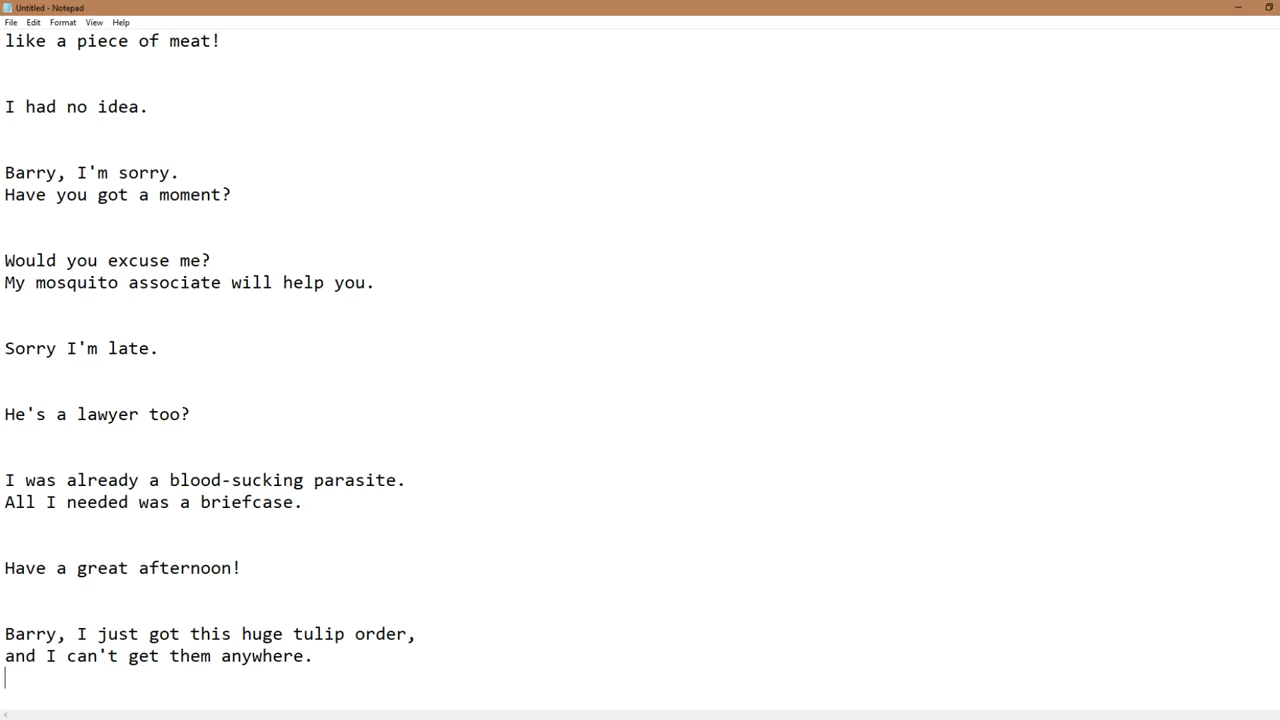 Untitled - Notepad
File Edit Format View Help
like a piece of meat!
I had no idea.
Barry, I'm sorry.
Have you got a moment?
Would you excuse me?
My mosquito associate will help you.
Sorry I'm late.
He's a lawyer too?
I was already a blood-sucking parasite.
All I needed was a briefcase.
Have a great afternoon!
Barry, I just got this huge tulip order,
and I can't get them anywhere.